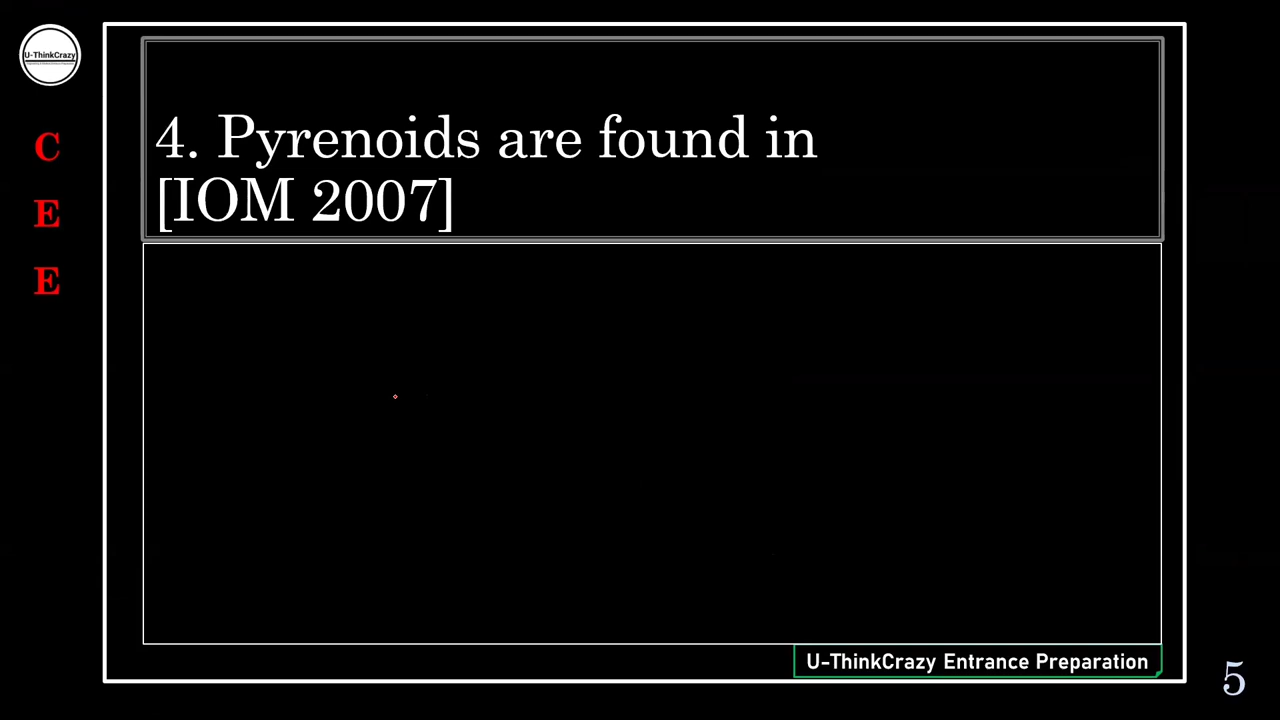 U-ThinkCrazy
C
E
E
4. Pyrenoids are found in
[IOM 2007]
U-ThinkCrazy Entrance Preparation
5